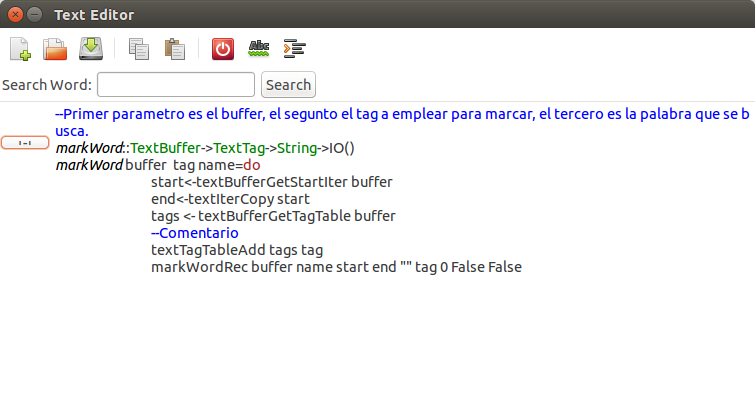 Text Editor
Abc
Search Word: Search
--Primer parametro es el buffer, el segunto el tag a emplear para marcar, el tercero es la palabra que se b
usca.
markWord::TextBuffer->TextTag->String->IO()
markWord buffer  tag name=do
start<-textBufferGetStartIter buffer
end<-textIterCopy start
tags <- textBufferGetTagTable buffer
--Comentario
textTagTableAdd tags tag
markWordRec buffer name start end "" tag 0 False False